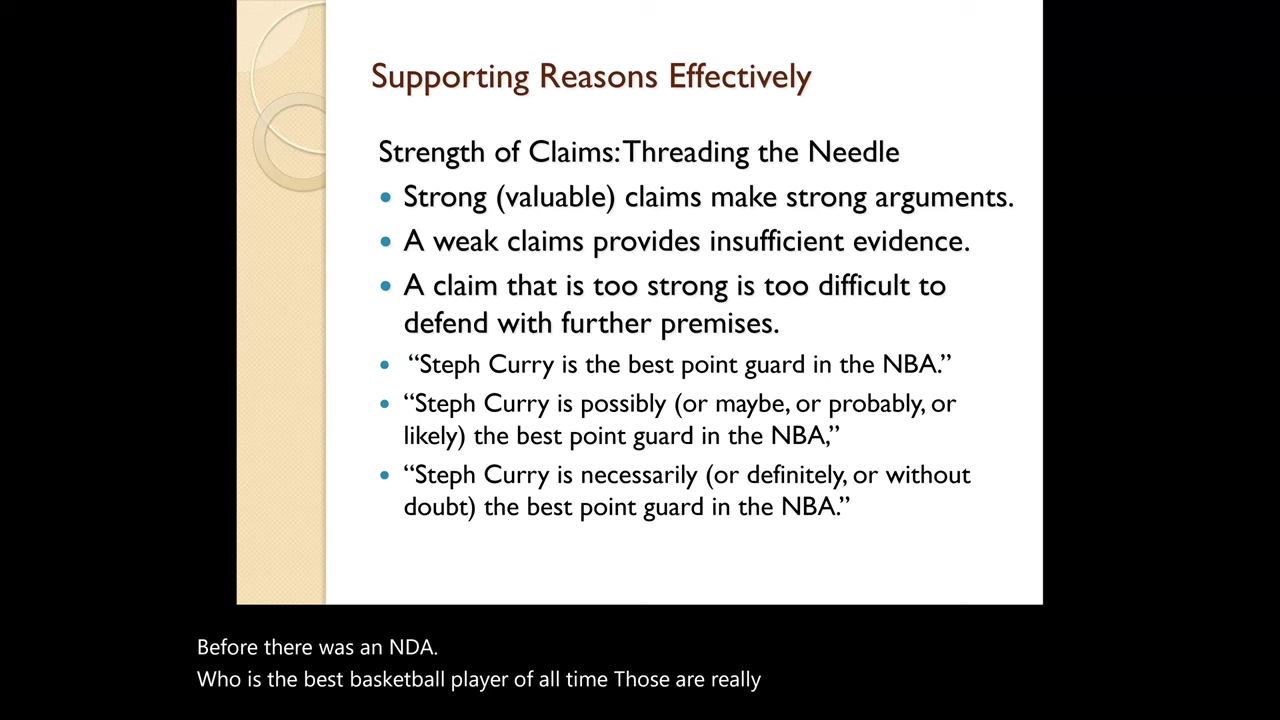 Supporting Reasons Effectively
Strength of Claims: Threading the Needle
• Strong (valuable) claims make strong arguments.
• A weak claims provides insufficient evidence.
• A claim that is too strong is too difficult to
defend with further premises.
• “Steph Curry is the best point guard in the NBA.”
• “Steph Curry is possibly (or maybe, or probably, or
likely) the best point guard in the NBA,”
• “Steph Curry is necessarily (or definitely, or without
doubt) the best point guard in the NBA.”
Before there was an NDA.
Who is the best basketball player of all time Those are really